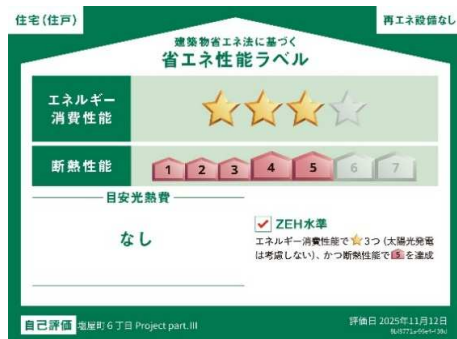 住宅(住戸)
再エネ設備なし
建築物省エネ法に基づく
省エネ性能ラベル
エネルギー
消費性能
断熱性能
1 2 3 4 5 6 7
目安光熱費
なし
ZEH水準
エネルギー消費性能で⭐3つ(太陽光発電
は考慮しない)、かつ断熱性能で5を達成
自己評価 塩屋町6丁目 Project part.III
評価日 2025年11月12日